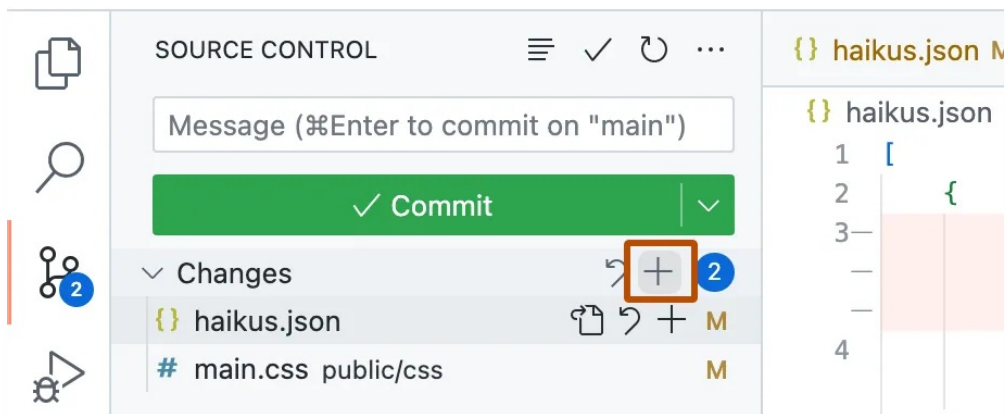 SOURCE CONTROL
Message (⌘Enter to commit on "main")
Commit
Changes 2
{} haikus.json M
# main.css public/css M
2
{} haikus.json M
{} haikus.json
1 [
2 {
3
4